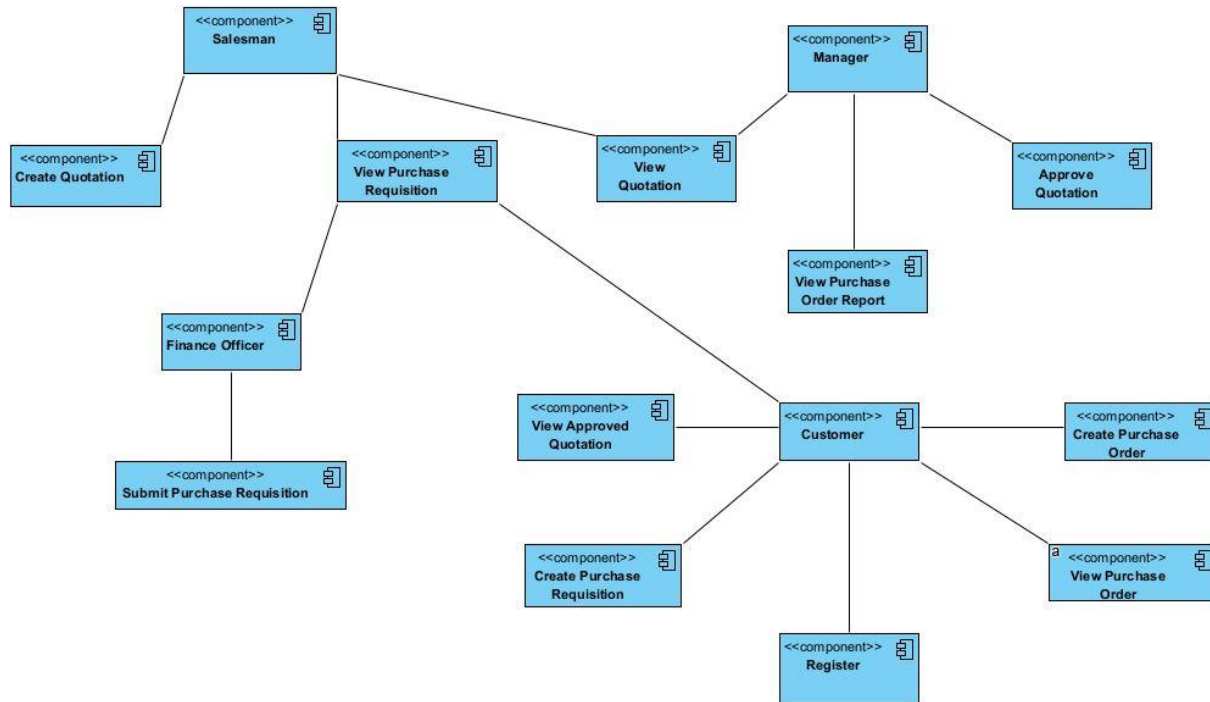 <<component>>
Salesman
<<component>>
Manager
<<component>>
Create Quotation
<<component>>
View Purchase
Requisition
<<component>>
View
Quotation
<<component>>
Approve
Quotation
<<component>>
View Purchase
Order Report
<<component>>
Finance Officer
<<component>>
View Approved
Quotation
<<component>>
Customer
<<component>>
Create Purchase
Order
<<component>>
Submit Purchase Requisition
<<component>>
Create Purchase
Requisition
a
<<component>>
View Purchase
Order
<<component>>
Register